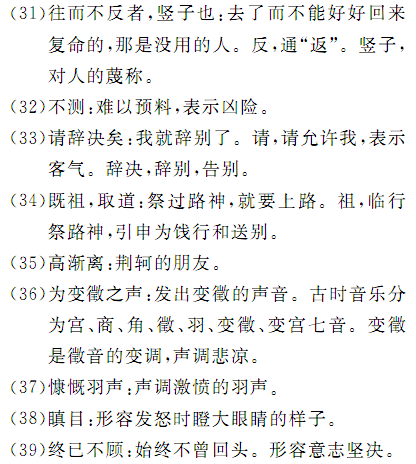 (31)往而不反者,竖子也:去了而不能好好回来
复命的,那是没用的人。反,通“返”。竖子,
对人的蔑称。
(32)不测:难以预料,表示凶险。
(33)请辞决矣:我就辞别了。请,请允许我,表示
客气。辞决,辞别,告别。
(34)既祖,取道:祭过路神,就要上路。祖,临行
祭路神,引申为饯行和送别。
(35)高渐离:荆轲的朋友。
(36)为变徵之声:发出变徵的声音。古时音乐分
为宫、商、角、徵、羽、变徵、变宫七音。变徵
是徵音的变调,声调悲凉。
(37)慷慨羽声:声调激愤的羽声。
(38)瞋目:形容发怒时瞪大眼睛的样子。
(39)终已不顾:始终不曾回头。形容意志坚决。